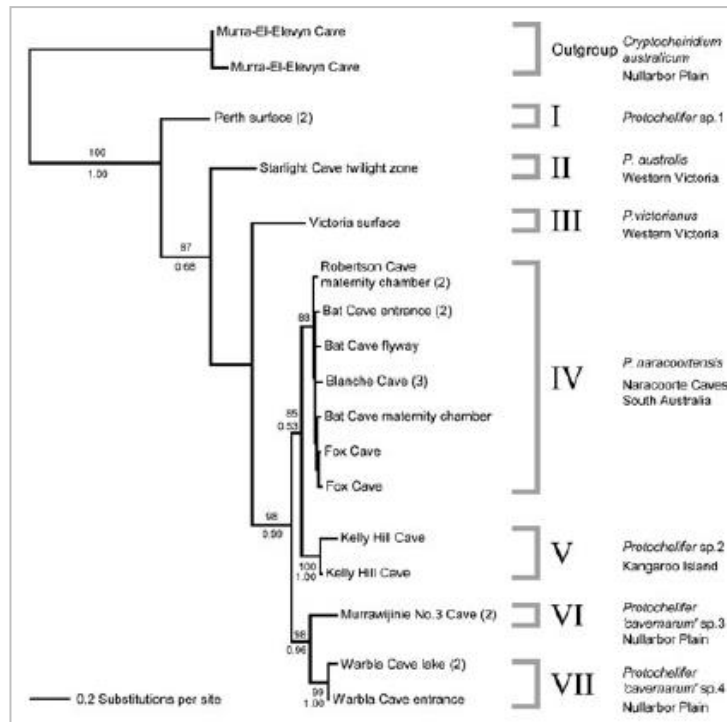 Murra-El-Elevyn Cave
Murra-El-Elevyn Cave
Outgroup
Cryptocheiridium
australicum
Nullarbor Plain
100
1.00
Perth surface (2)
I
Protochelifer sp.1
87
0.68
Starlight Cave twilight zone
II
P. australis
Western Victoria
Victoria surface
III
P.victorianus
Western Victoria
Robertson Cave
maternity chamber (2)
Bat Cave entrance (2)
Bat Cave flyway
Blanche Cave (3)
Bat Cave maternity chamber
Fox Cave
Fox Cave
IV
P. naracoortensis
Naracoorte Caves
South Australia
85
0.53
98
0.99
Kelly Hill Cave
100
1.00
Kelly Hill Cave
V
Protochelifer sp.2
Kangaroo Island
Murrawijinie No.3 Cave (2)
VI
Protochelifer
'cavernarum' sp.3
Nullarbor Plain
98
0.96
Warbla Cave lake (2)
99
1.00
Warbla Cave entrance
VII
Protochelifer
'cavernarum' sp.4
Nullarbor Plain
0.2 Substitutions per site